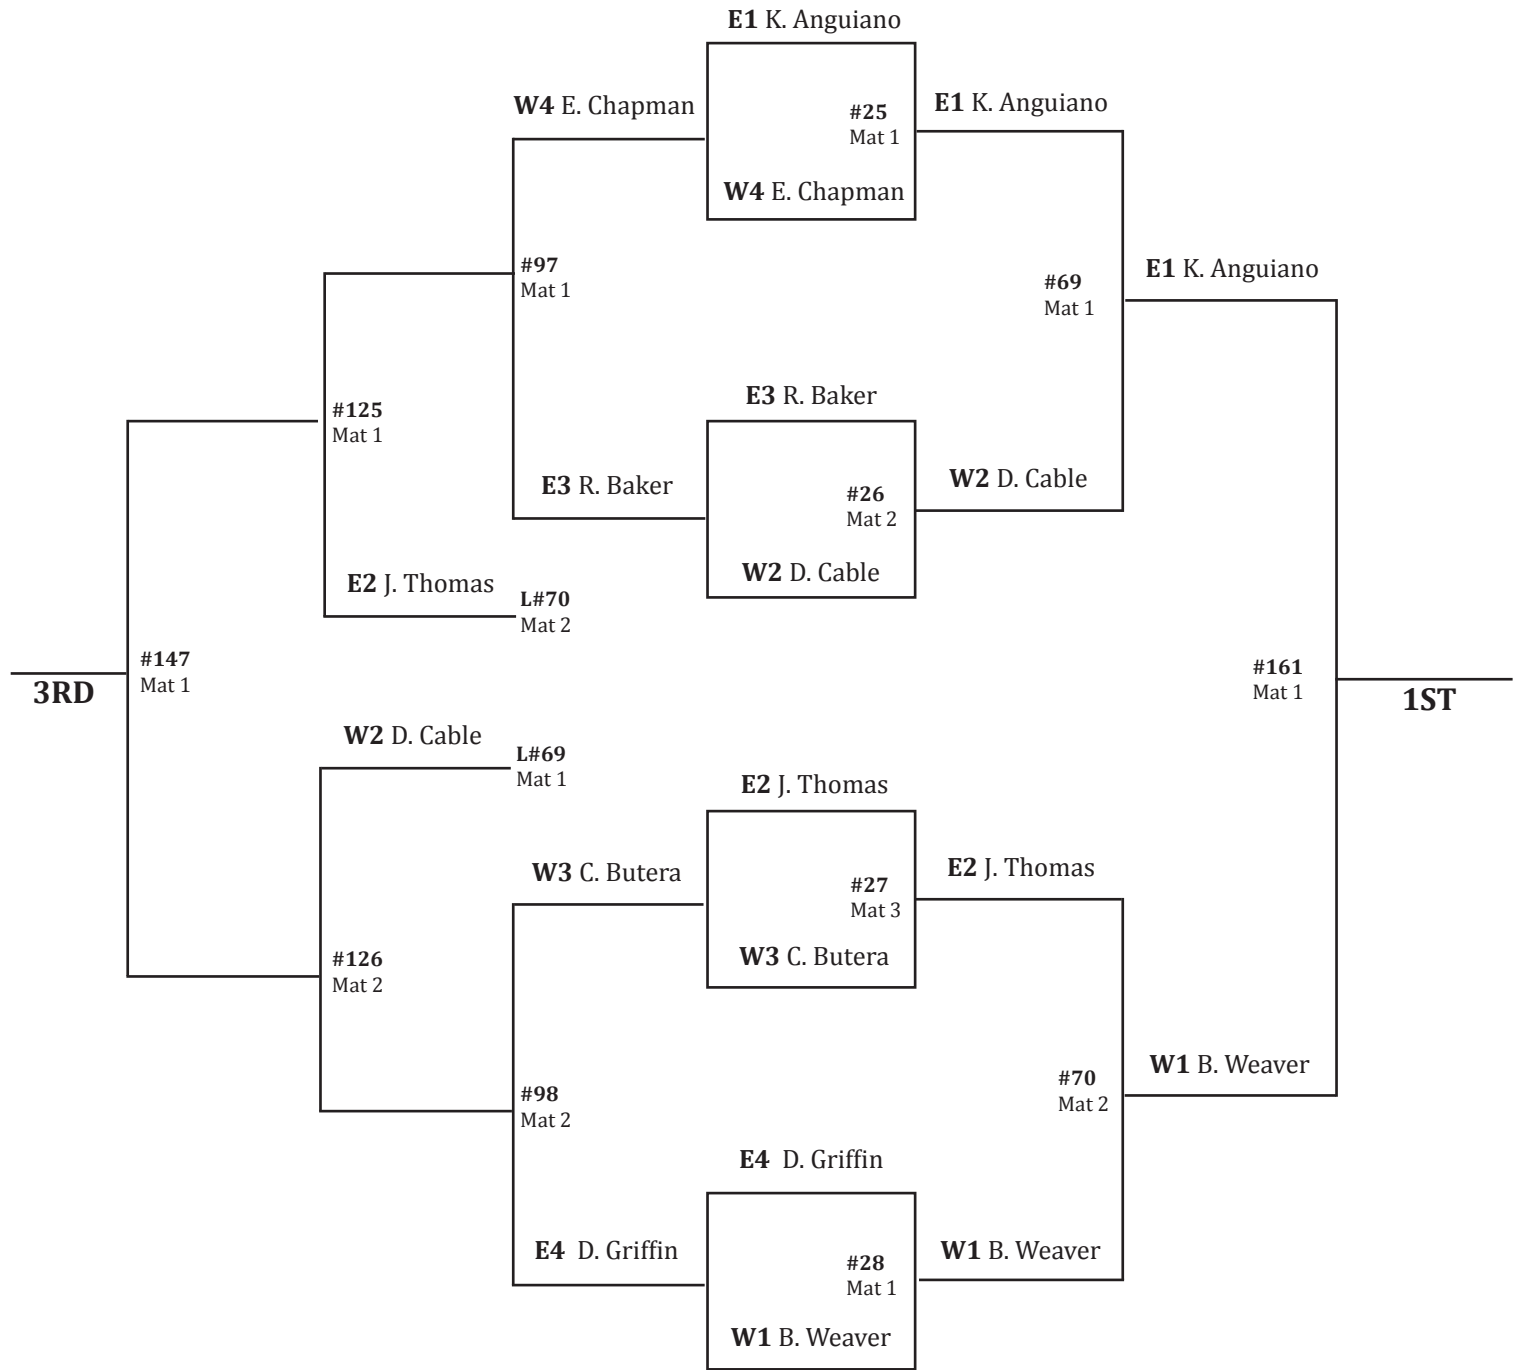 E1 K. Anguiano
W4 E. Chapman
#25
Mat 1
E1 K. Anguiano
W4 E. Chapman
#97
Mat 1
#69
Mat 1
E1 K. Anguiano
E3 R. Baker
#125
Mat 1
E3 R. Baker
#26
Mat 2
W2 D. Cable
W2 D. Cable
E2 J. Thomas
L#70
Mat 2
#147
Mat 1
3RD
#161
Mat 1
1ST
W2 D. Cable
L#69
Mat 1
E2 J. Thomas
W3 C. Butera
#27
Mat 3
E2 J. Thomas
W3 C. Butera
#126
Mat 2
#98
Mat 2
#70
Mat 2
W1 B. Weaver
E4 D. Griffin
E4 D. Griffin
#28
Mat 1
W1 B. Weaver
W1 B. Weaver